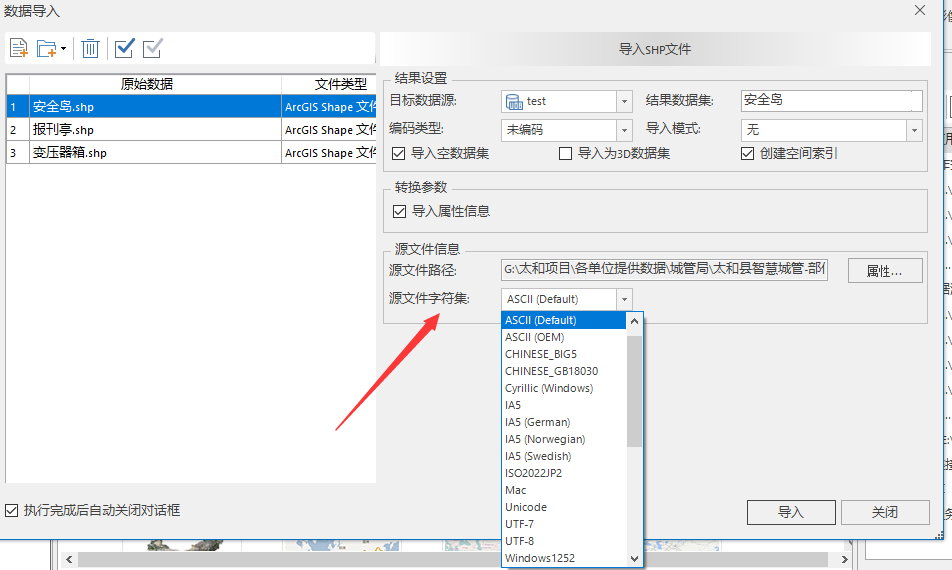 数据导入
导入SHP文件
原始数据 文件类型
1 安全岛.shp ArcGIS Shape 文件
2 报刊亭.shp ArcGIS Shape 文件
3 变压器箱.shp ArcGIS Shape 文件
结果设置
目标数据源: test 结果数据集: 安全岛
编码类型: 未编码 导入模式: 无
导入空数据集 导入为3D数据集 创建空间索引
转换参数
导入属性信息
源文件信息
源文件路径: G:\太和项目\各单位提供数据\城管局\太和县智慧城管-部 属性...
源文件字符集: ASCII (Default)
ASCII (Default)
ASCII (OEM)
CHINESE_BIG5
CHINESE_GB18030
Cyrillic (Windows)
IA5
IA5 (German)
IA5 (Norwegian)
IA5 (Swedish)
ISO2022JP2
Mac
Unicode
UTF-7
UTF-8
Windows1252
执行完成后自动关闭对话框 导入 关闭